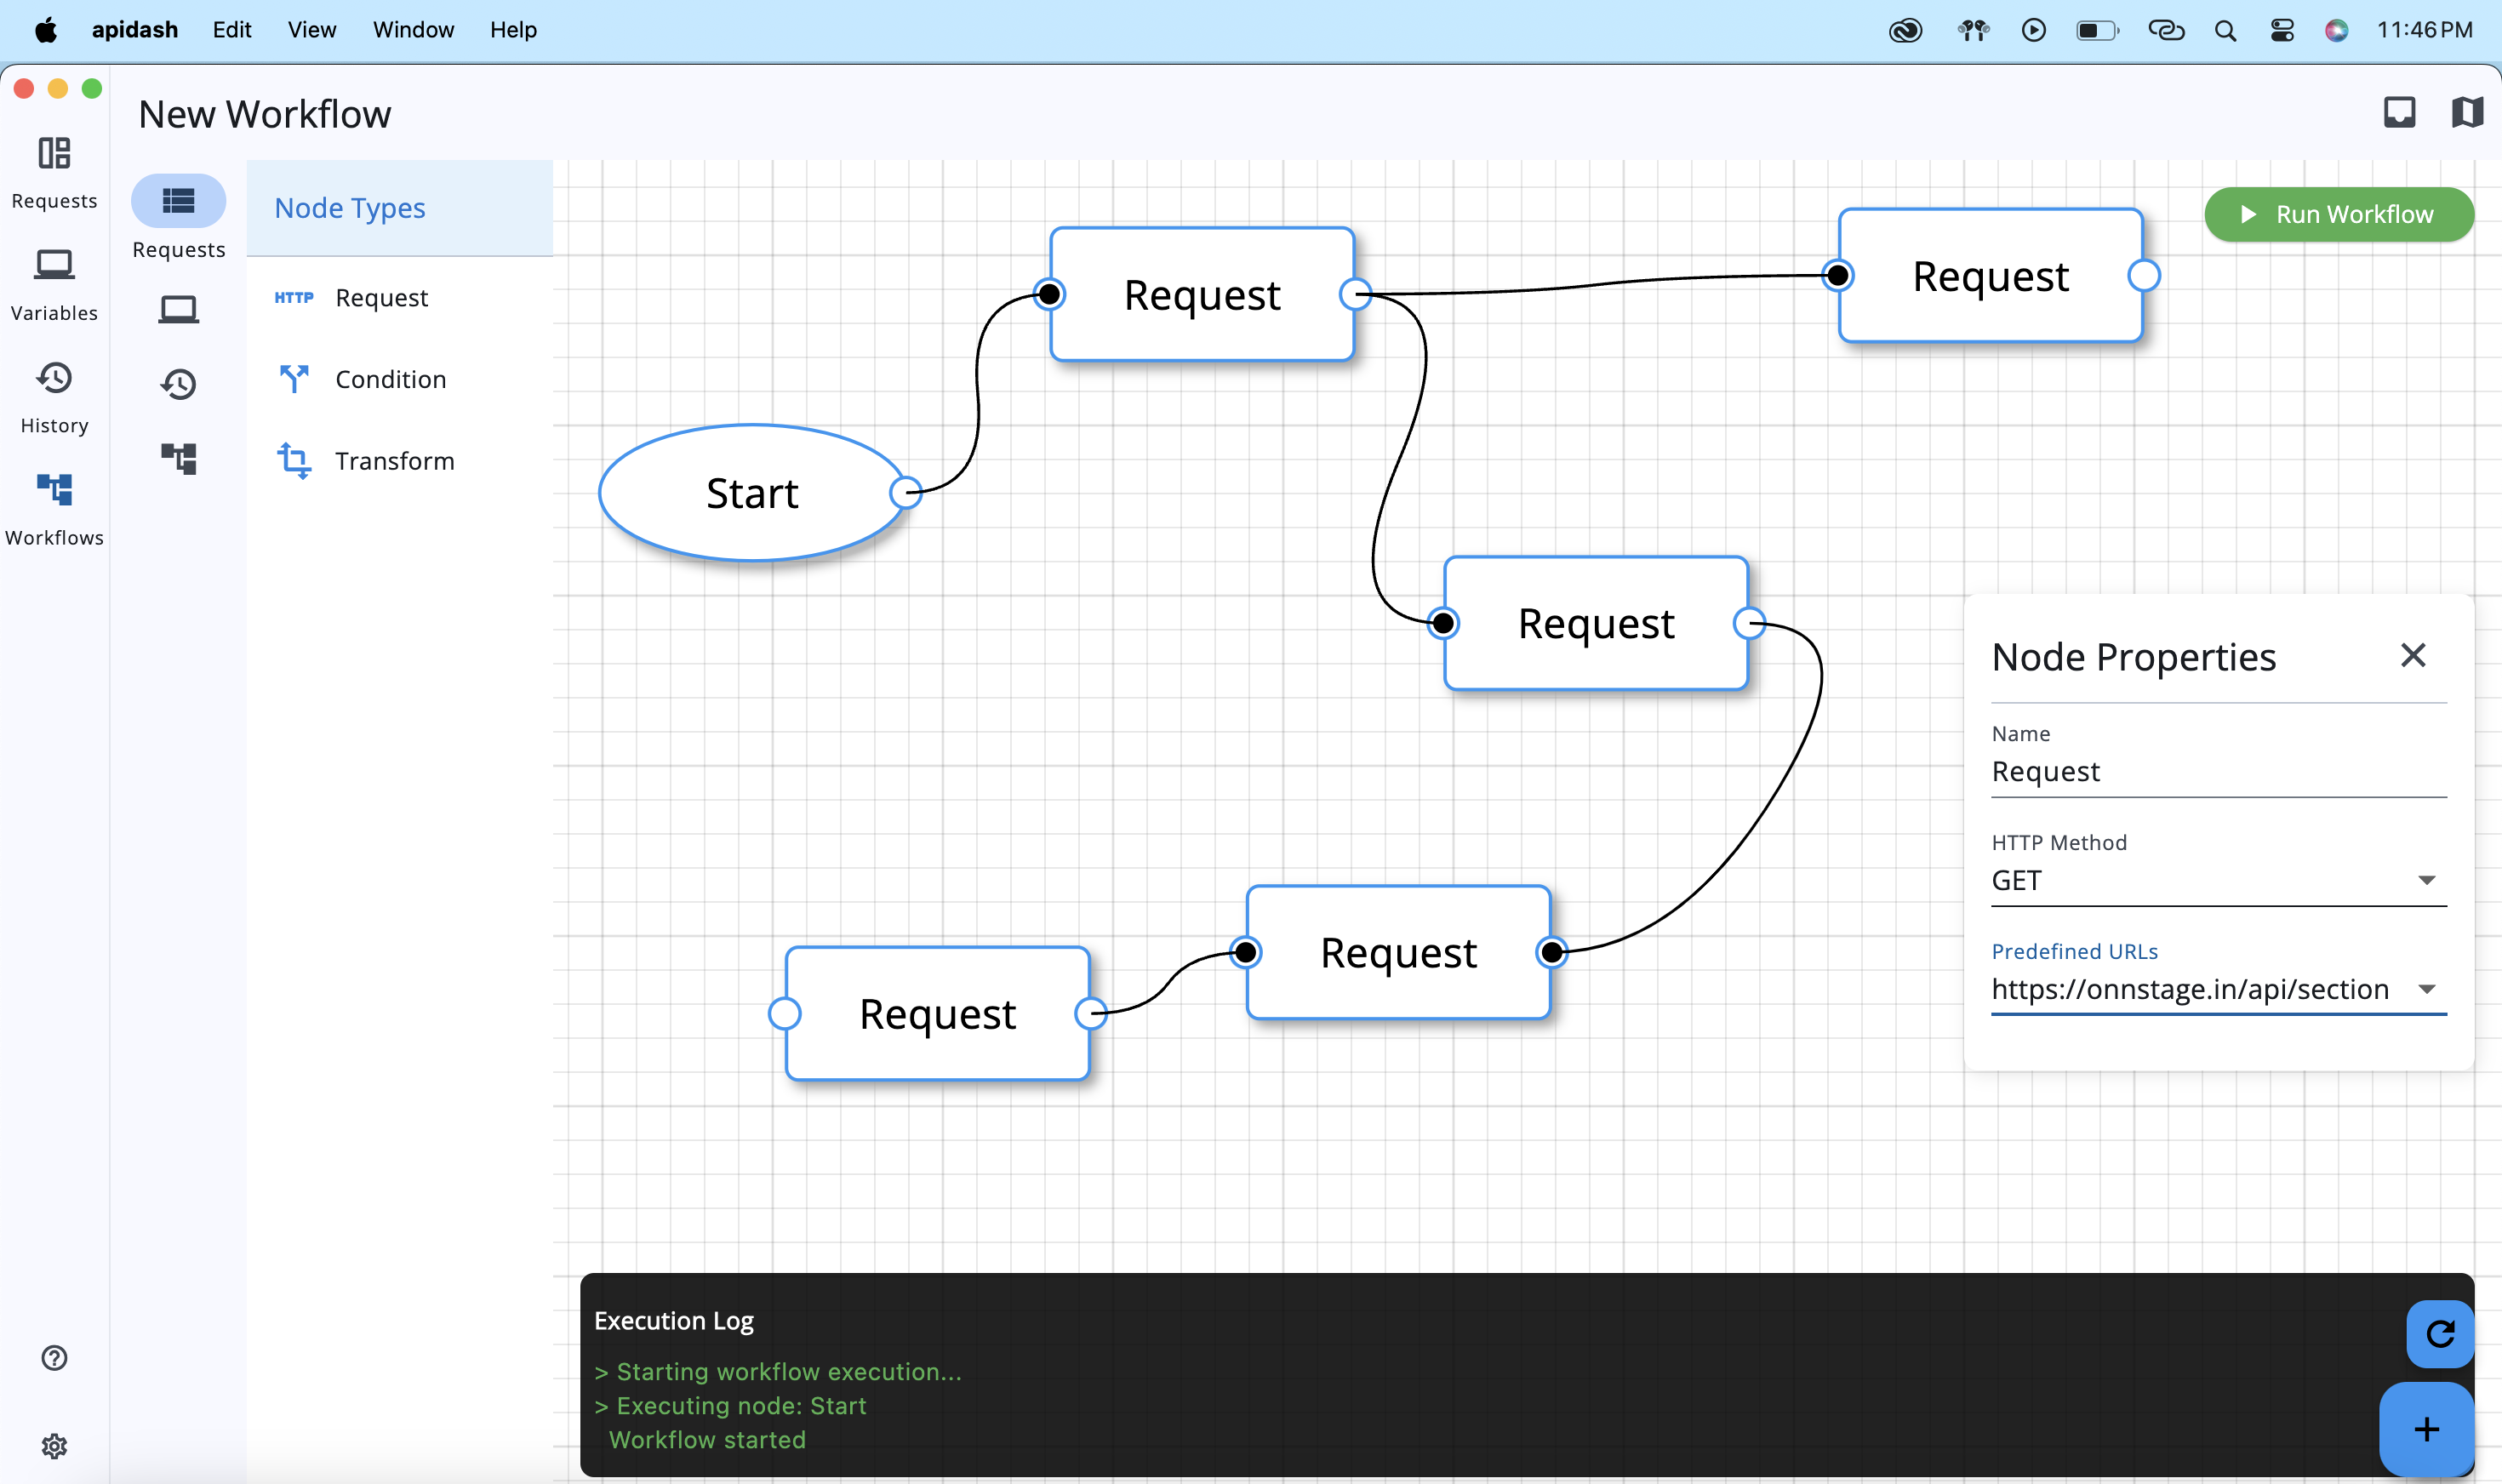 apidash Edit View Window Help 11:46 PM
New Workflow
Requests
Variables
History
Workflows
Requests
Node Types
HTTP Request
Condition
Transform
Run Workflow
Request
Request
Start
Request
Request
Request
Node Properties
Name
Request
HTTP Method
GET
Predefined URLs
https://onnstage.in/api/section
Execution Log
> Starting workflow execution...
> Executing node: Start
Workflow started